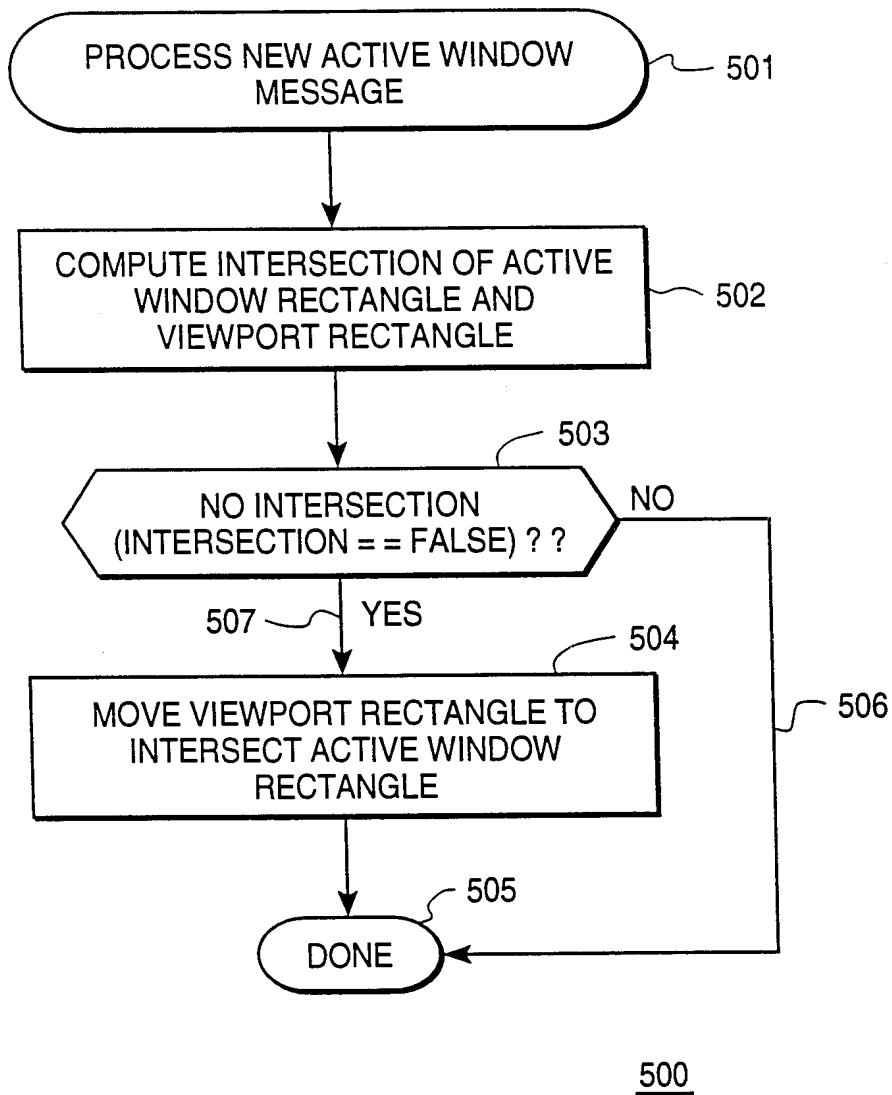 PROCESS NEW ACTIVE WINDOW
MESSAGE
501
COMPUTE INTERSECTION OF ACTIVE
WINDOW RECTANGLE AND
VIEWPORT RECTANGLE
502
503
NO INTERSECTION
(INTERSECTION = = FALSE) ? ?
NO
507
YES
504
MOVE VIEWPORT RECTANGLE TO
INTERSECT ACTIVE WINDOW
RECTANGLE
506
505
DONE
500